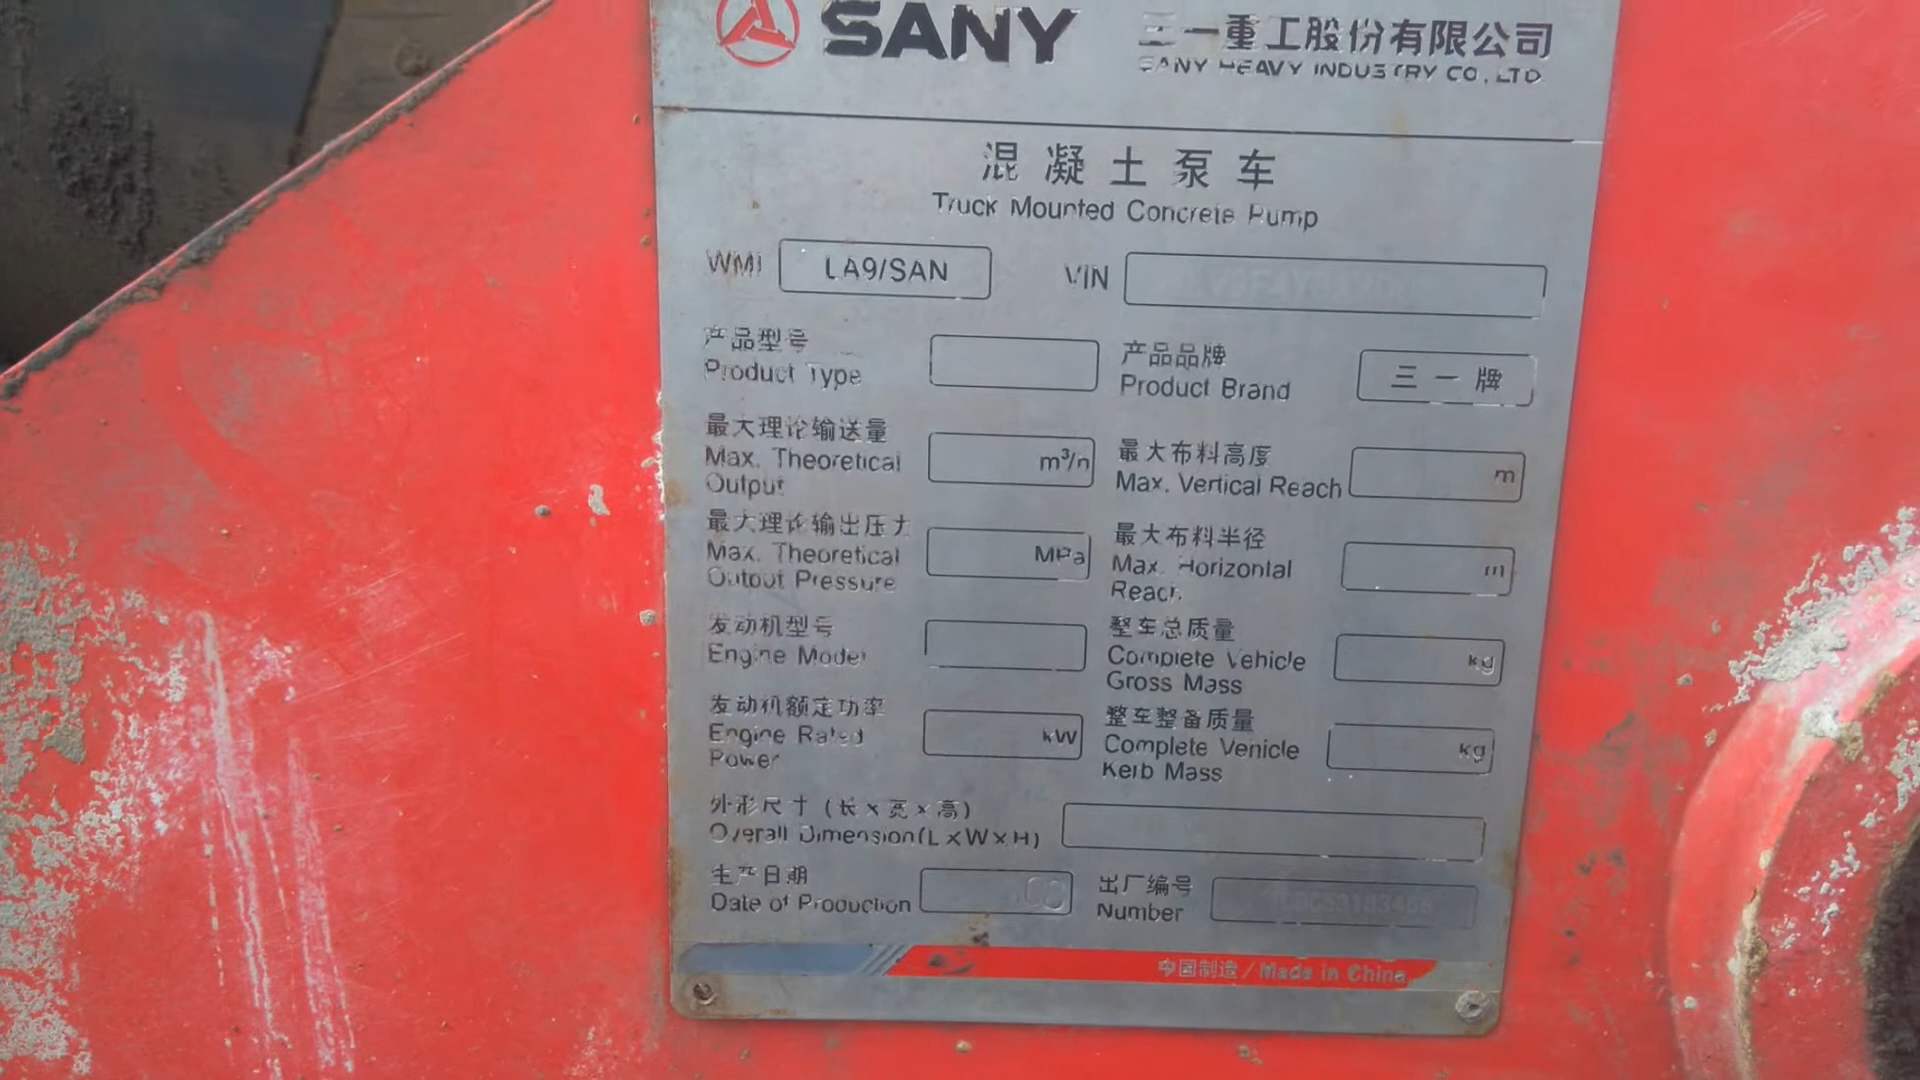 SANY 三一重工股份有限公司
SANY HEAVY INDUSTRY CO., LTD
混凝土泵车
Truck Mounted Concrete Pump
WMI LA9/SAN VIN
产品型号
Product Type
产品品牌
Product Brand
三一牌
最大理论输送量
Max. Theoretical
Output
m³/h
最大布料高度
Max. Vertical Reach
m
最大理论输出压力
Max. Theoretical
Output Pressure
MPa
最大布料半径
Max. Horizontal
Reach
m
发动机型号
Engine Model
整车总质量
Complete Vehicle
Gross Mass
kg
发动机额定功率
Engine Rated
Power
kW
整车整备质量
Complete Vehicle
Kerb Mass
kg
外形尺寸（长×宽×高）
Overall Dimension(L×W×H)
生产日期
Date of Production
出厂编号
Number
中国制造/Made in China